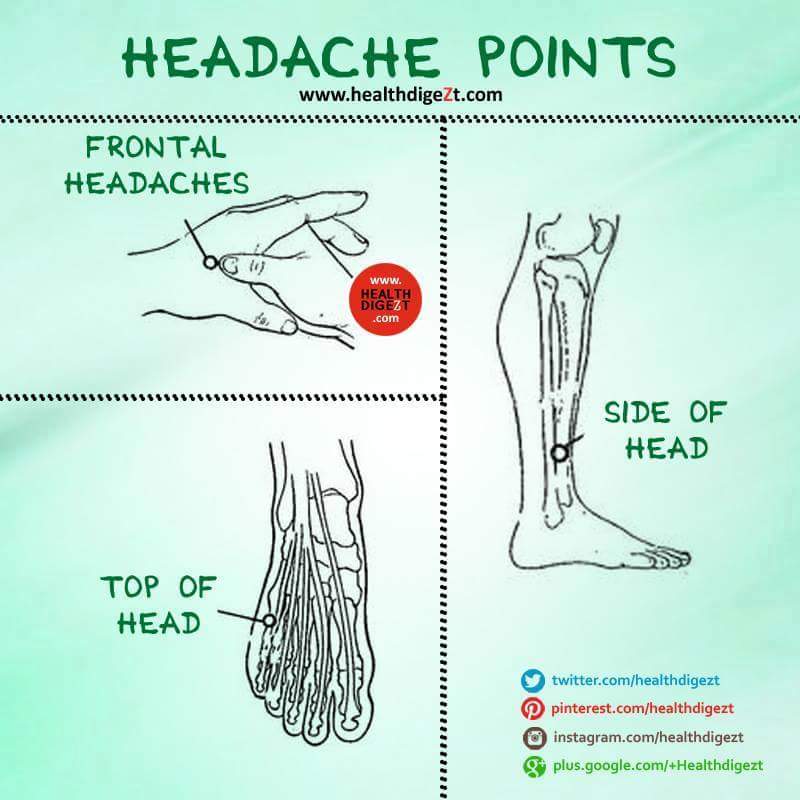 HEADACHE POINTS
www.healthdigeZt.com
FRONTAL
HEADACHES
www.
HEALTH
DIGEZT
.com
SIDE OF
HEAD
TOP OF
HEAD
twitter.com/healthdigezt
pinterest.com/healthdigezt
instagram.com/healthdigezt
plus.google.com/+Healthdigezt